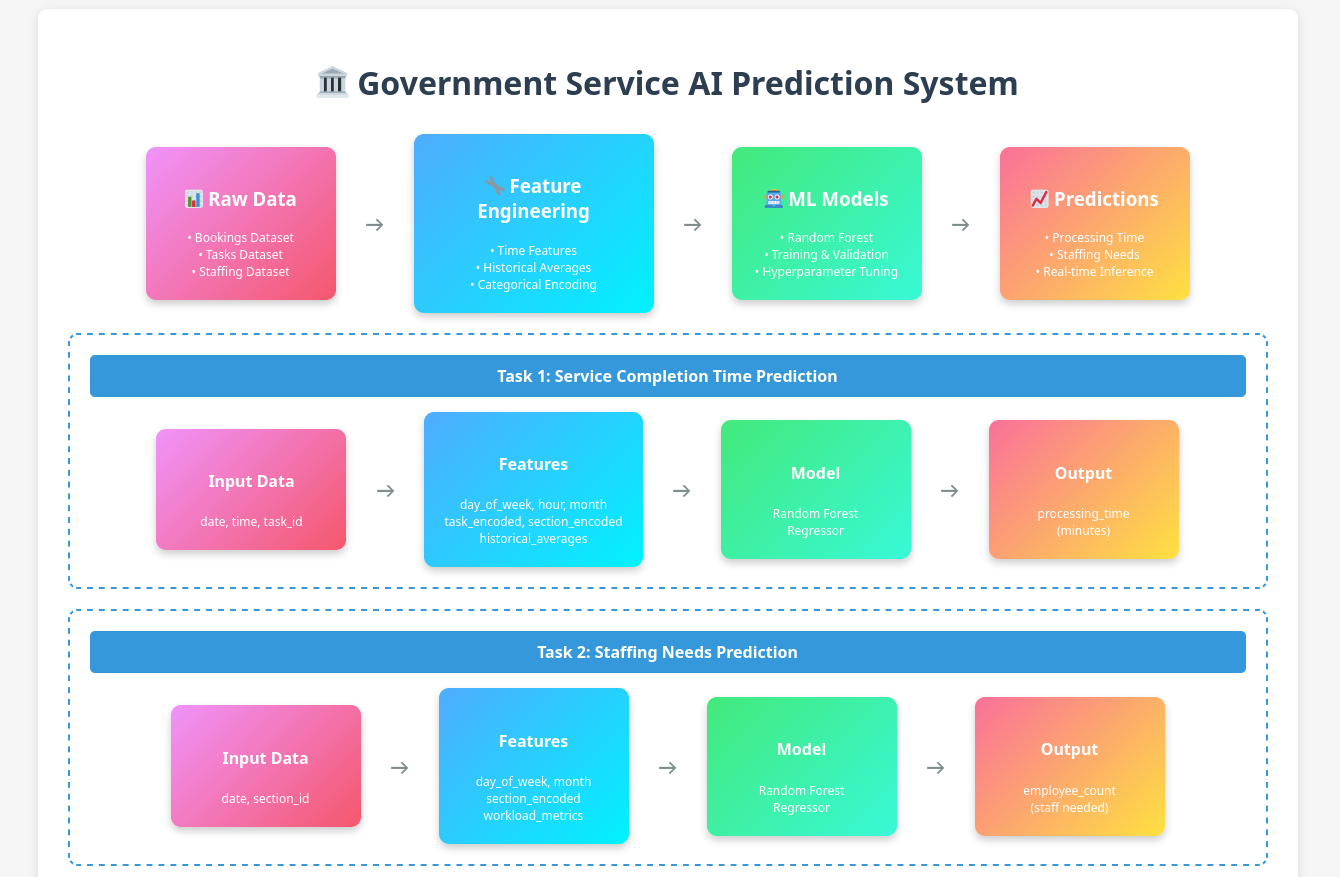 🏛️ Government Service AI Prediction System
📊 Raw Data
• Bookings Dataset
• Tasks Dataset
• Staffing Dataset
→
🔧 Feature
Engineering
• Time Features
• Historical Averages
• Categorical Encoding
→
🤖 ML Models
• Random Forest
• Training & Validation
• Hyperparameter Tuning
→
📈 Predictions
• Processing Time
• Staffing Needs
• Real-time Inference
Task 1: Service Completion Time Prediction
Input Data
date, time, task_id
→
Features
day_of_week, hour, month
task_encoded, section_encoded
historical_averages
→
Model
Random Forest
Regressor
→
Output
processing_time
(minutes)
Task 2: Staffing Needs Prediction
Input Data
date, section_id
→
Features
day_of_week, month
section_encoded
workload_metrics
→
Model
Random Forest
Regressor
→
Output
employee_count
(staff needed)